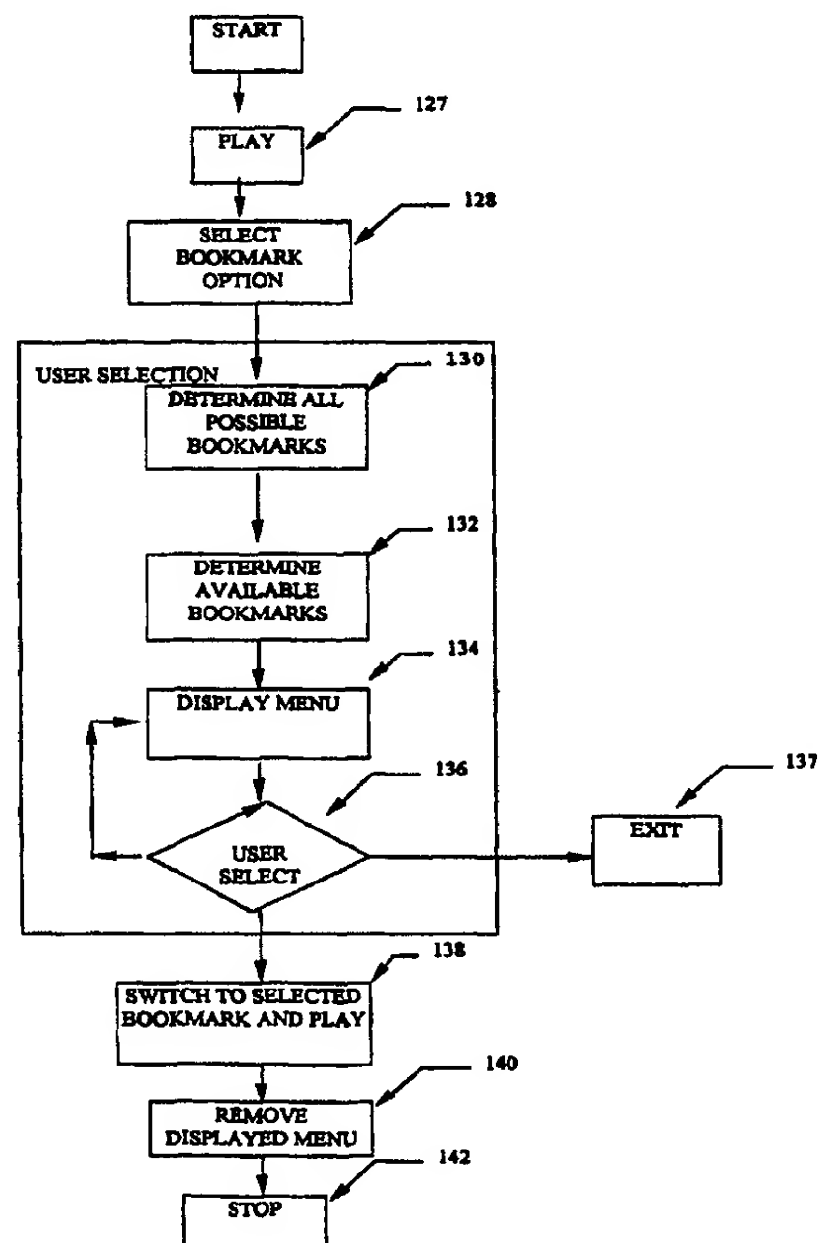 START
127
PLAY
128
SELECT
BOOKMARK
OPTION
USER SELECTION
130
DETERMINE ALL
POSSIBLE
BOOKMARKS
132
DETERMINE
AVAILABLE
BOOKMARKS
134
DISPLAY MENU
136
USER
SELECT
137
EXIT
138
SWITCH TO SELECTED
BOOKMARK AND PLAY
140
REMOVE
DISPLAYED MENU
142
STOP